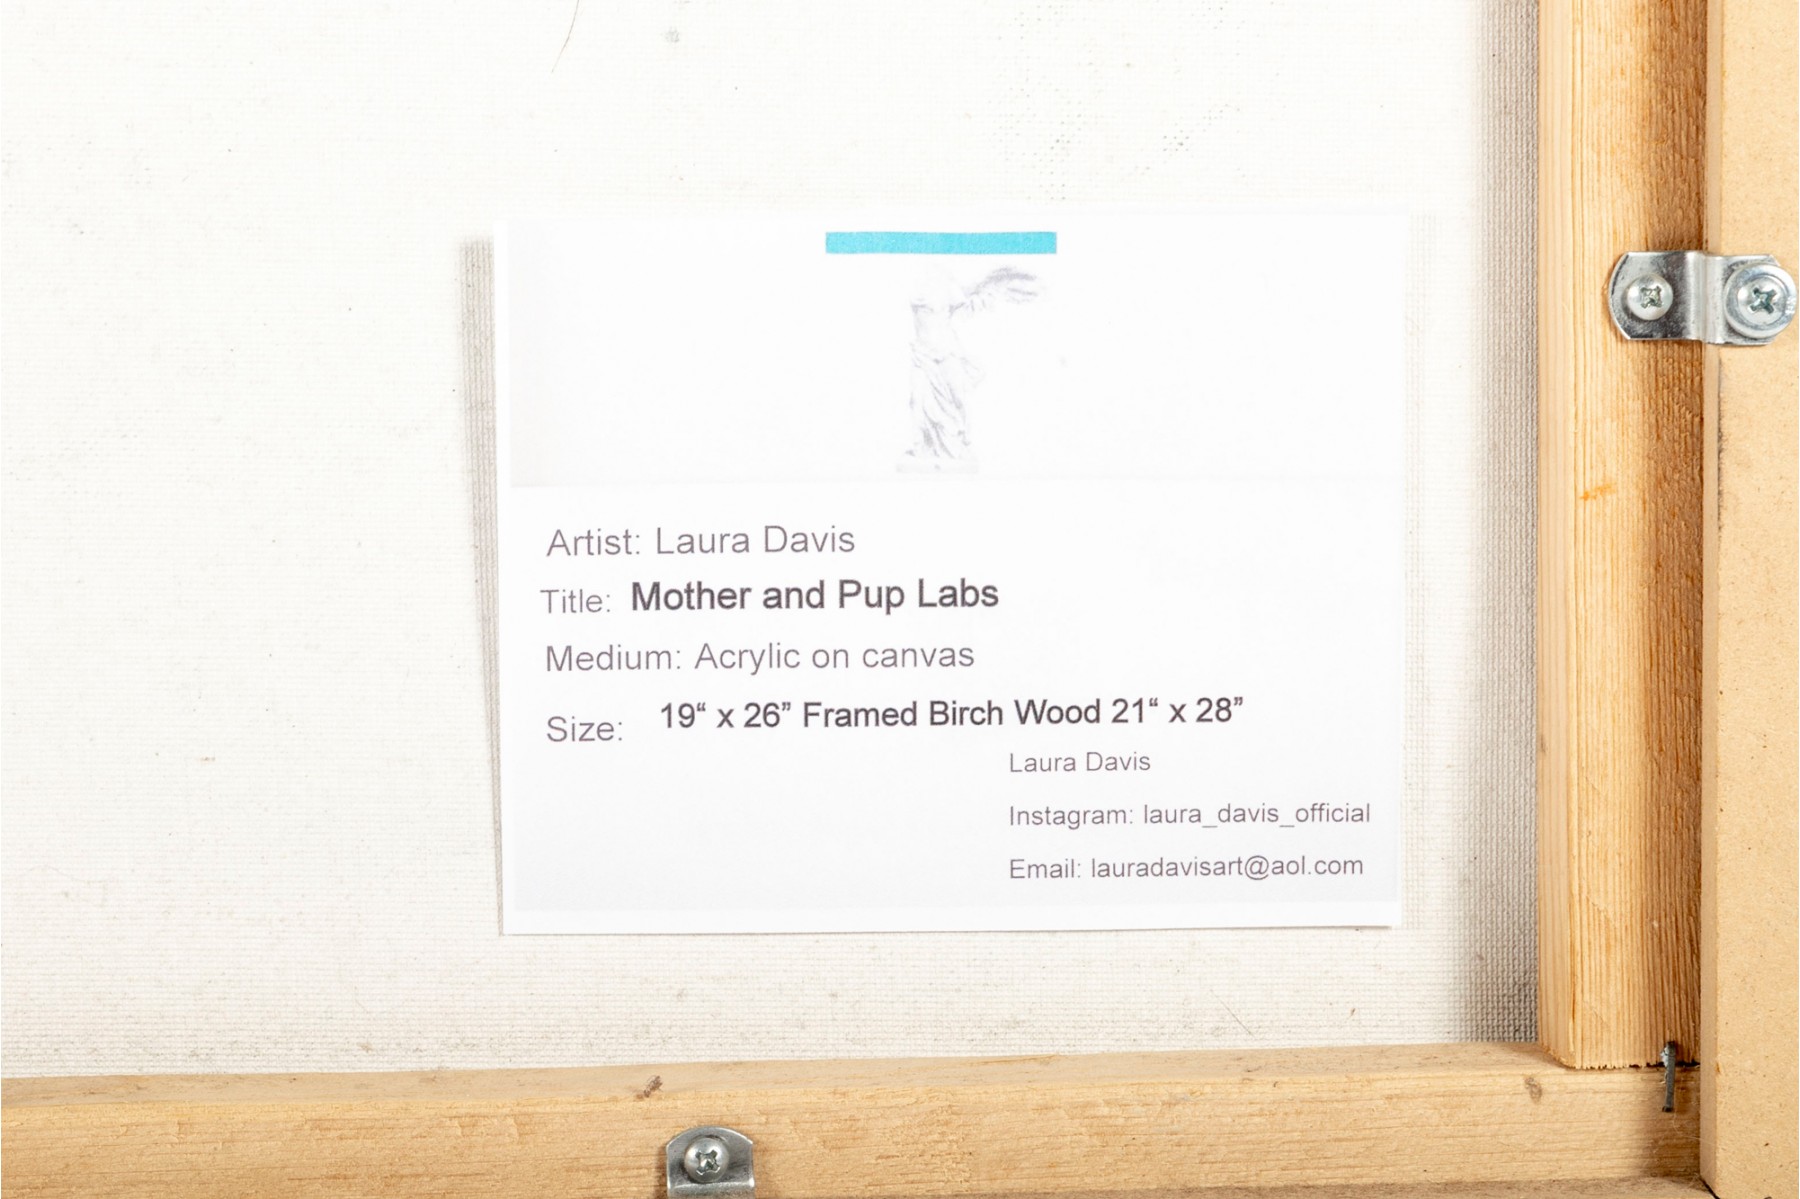 Artist: Laura Davis
Title: Mother and Pup Labs
Medium: Acrylic on canvas
Size: 19“ x 26” Framed Birch Wood 21“ x 28”
Laura Davis
Instagram: laura_davis_official
Email: lauradavisart@aol.com